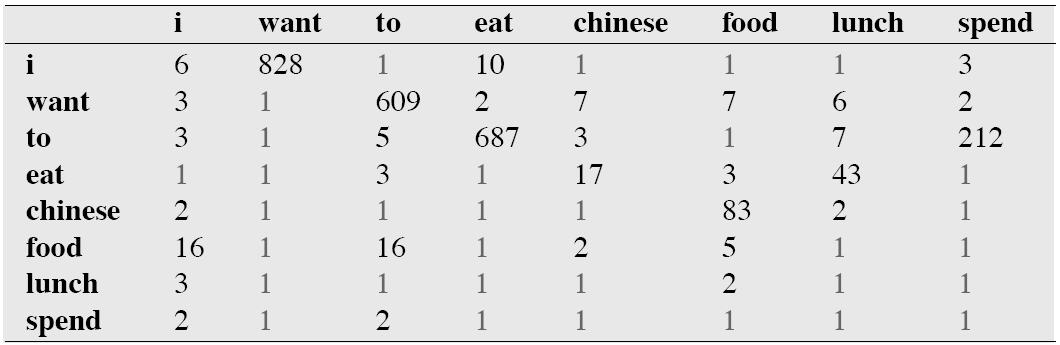 i want to eat chinese food lunch spend
i 6 828 1 10 1 1 1 3
want 3 1 609 2 7 7 6 2
to 3 1 5 687 3 1 7 212
eat 1 1 3 1 17 3 43 1
chinese 2 1 1 1 1 83 2 1
food 16 1 16 1 2 5 1 1
lunch 3 1 1 1 1 2 1 1
spend 2 1 2 1 1 1 1 1